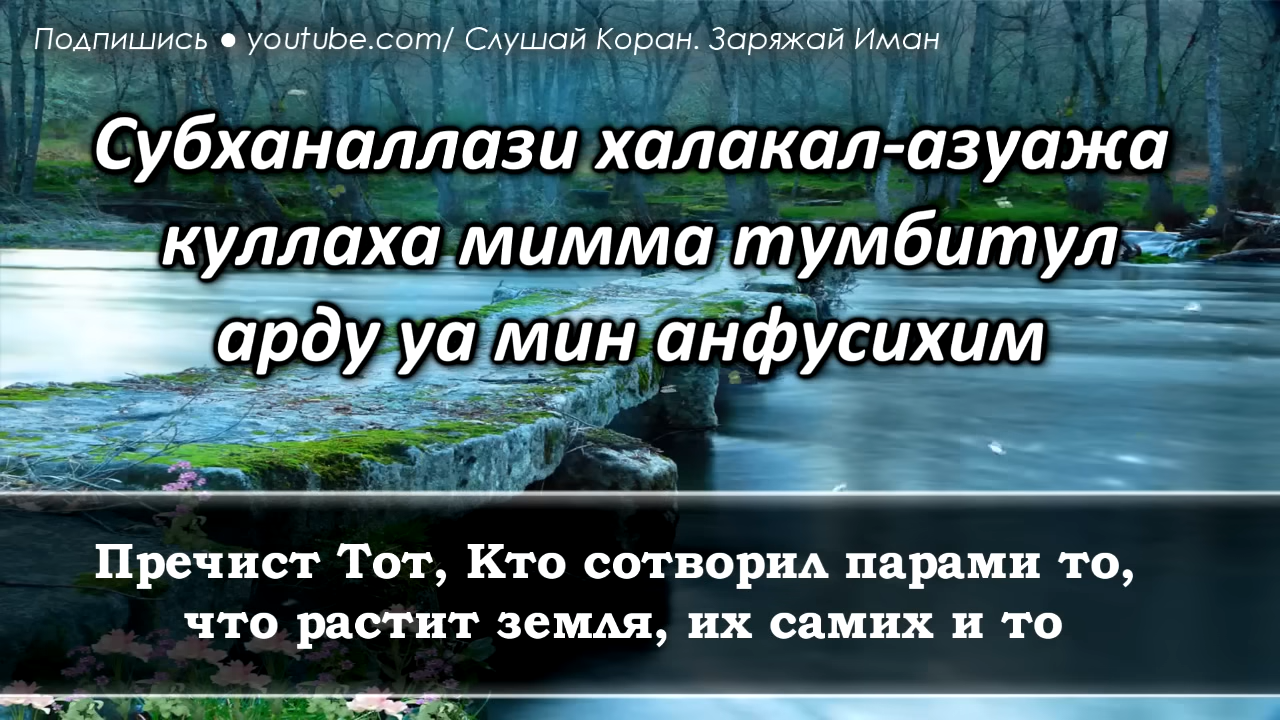 Подпишись ● youtube.com/ Слушай Коран. Заряжай Иман
Субханаллази халакал-азуажа
куллаха мимма тумбитул
арду уа мин анфусихим
Пречист Тот, Кто сотворил парами то,
что растит земля, их самих и то